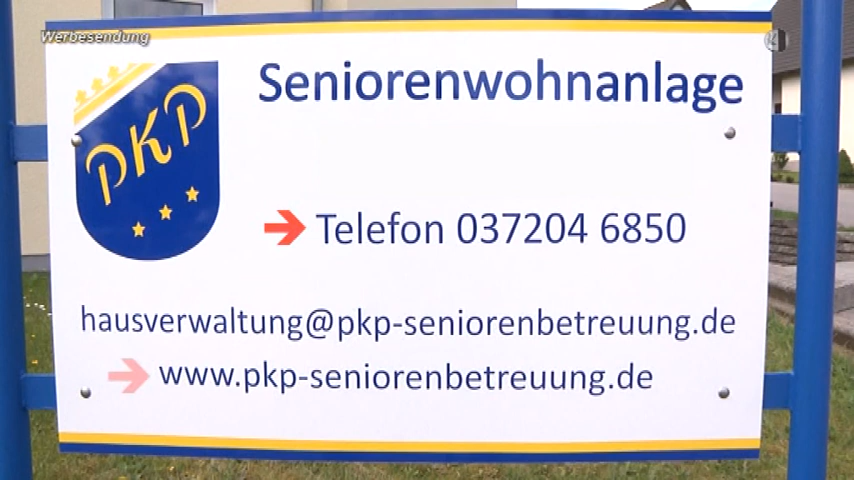 Werbesendung
Seniorenwohnanlage
PKP
Telefon 037204 6850
hausverwaltung@pkp-seniorenbetreuung.de
www.pkp-seniorenbetreuung.de